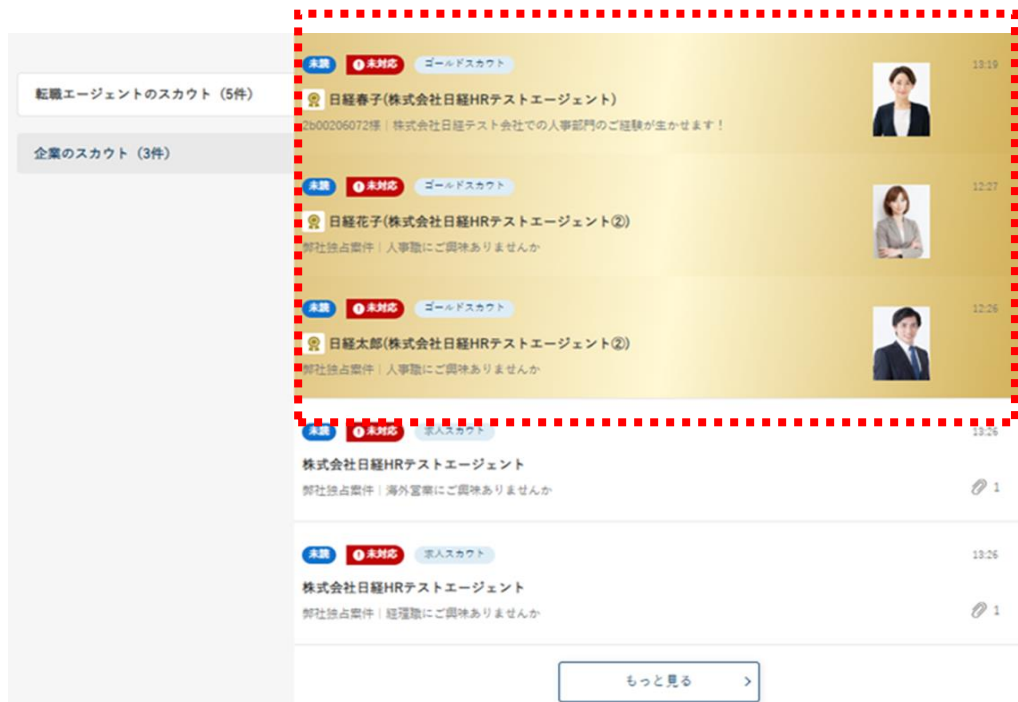 転職エージェントのスカウト（5件）
企業のスカウト（3件）
未読 未対応 ゴールドスカウト 13:19
日経春子(株式会社日経HRテストエージェント)
2b00206072様｜株式会社日経テスト会社での人事部門のご経験が生かせます！
未読 未対応 ゴールドスカウト 12:27
日経花子(株式会社日経HRテストエージェント②)
弊社独占案件｜人事職にご興味ありませんか
未読 未対応 ゴールドスカウト 12:26
日経太郎(株式会社日経HRテストエージェント②)
弊社独占案件｜人事職にご興味ありませんか
未読 未対応 求人スカウト 13:26
株式会社日経HRテストエージェント
弊社独占案件｜海外営業にご興味ありませんか 1
未読 未対応 求人スカウト 13:26
株式会社日経HRテストエージェント
弊社独占案件｜経理職にご興味ありませんか 1
もっと見る